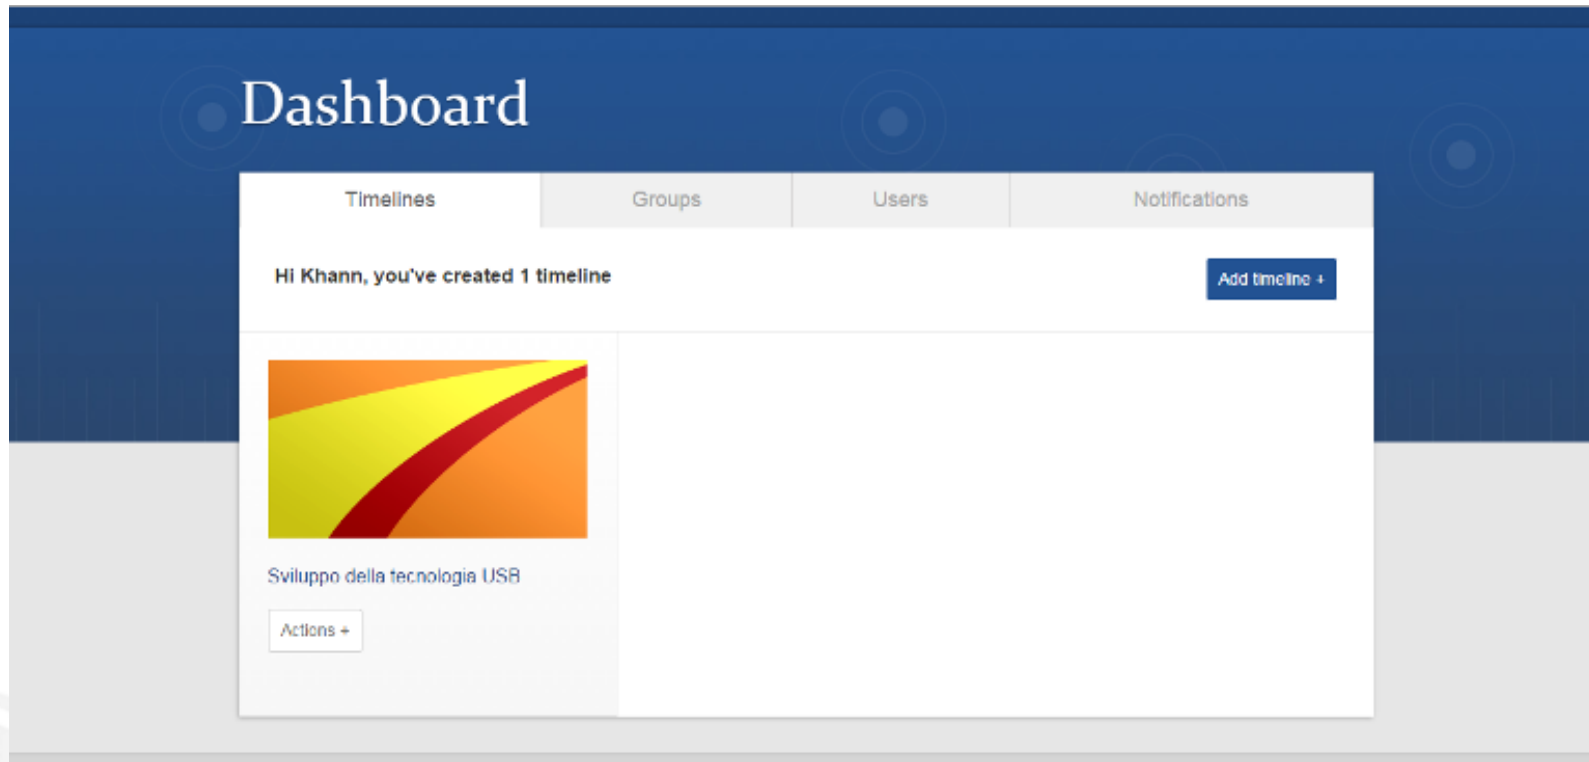 Dashboard
Timelines Groups Users Notifications
Hi Khann, you've created 1 timeline
Add timeline +
Sviluppo della tecnologia USB
Actions +